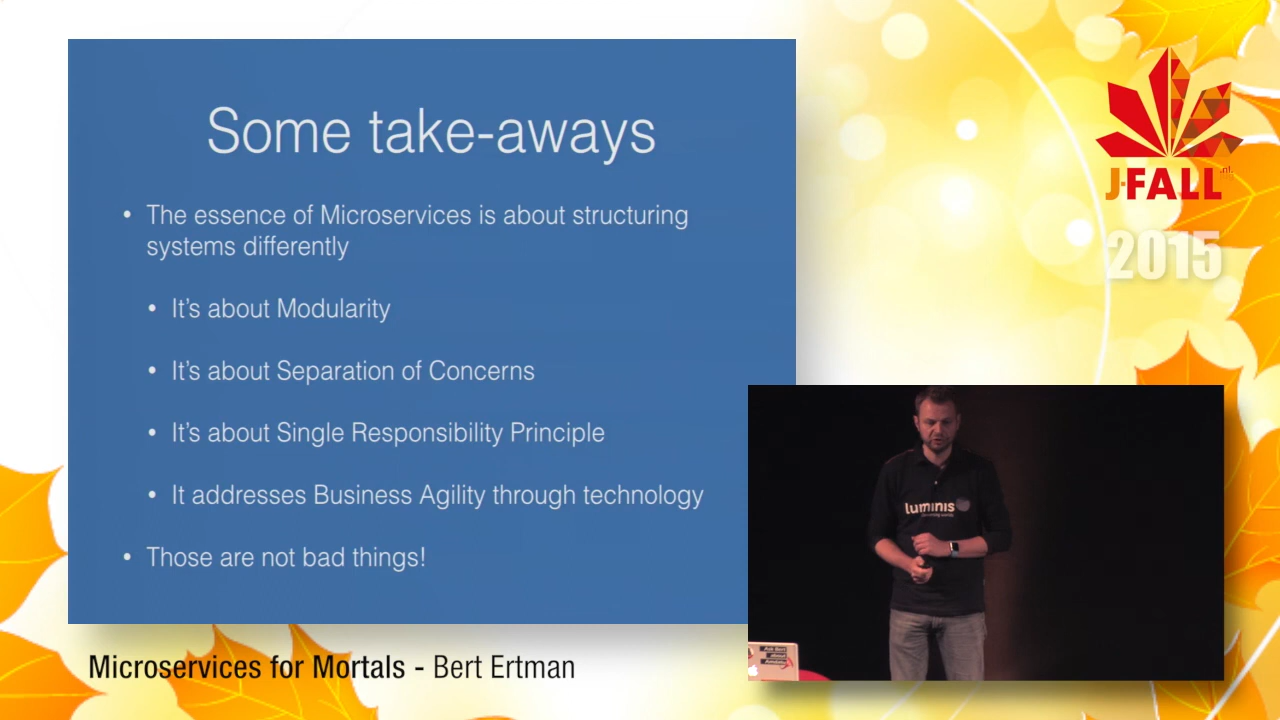 Some take-aways
• The essence of Microservices is about structuring
systems differently
• It's about Modularity
• It's about Separation of Concerns
• It's about Single Responsibility Principle
• It addresses Business Agility through technology
• Those are not bad things!
J-FALL
.nl
2015
luminis
Microservices for Mortals - Bert Ertman